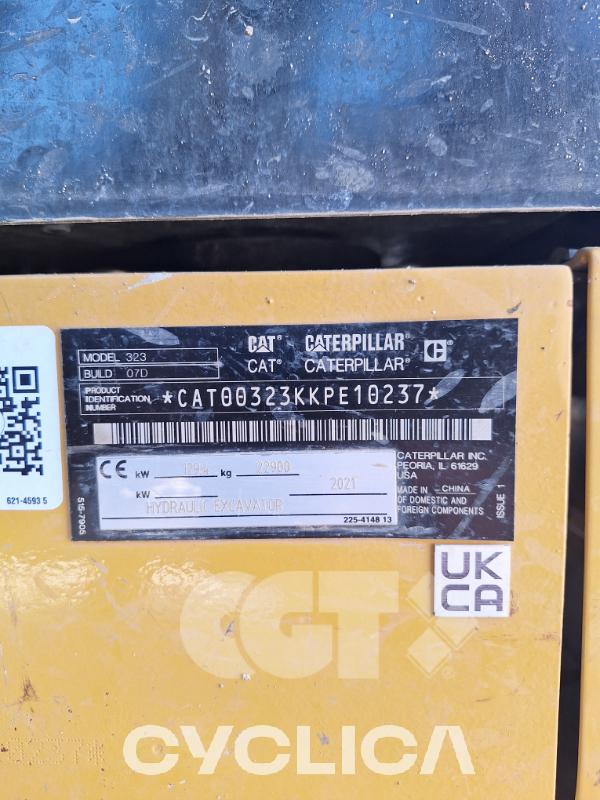 MODEL 323
BUILD 07D
CAT® CATERPILLAR®
CAT® CATERPILLAR®
PRODUCT
IDENTIFICATION
NUMBER
*CAT00323KKPE10237*
CE kW kg 22900
kW 2021
HYDRAULIC EXCAVATOR
225-4148 13
CATERPILLAR INC.
PEORIA, IL 61629
USA
MADE IN CHINA
OF DOMESTIC AND
FOREIGN COMPONENTS
ISSUE 1
515-7905
621-4593 5
UK
CA
CGT
CYCLICA